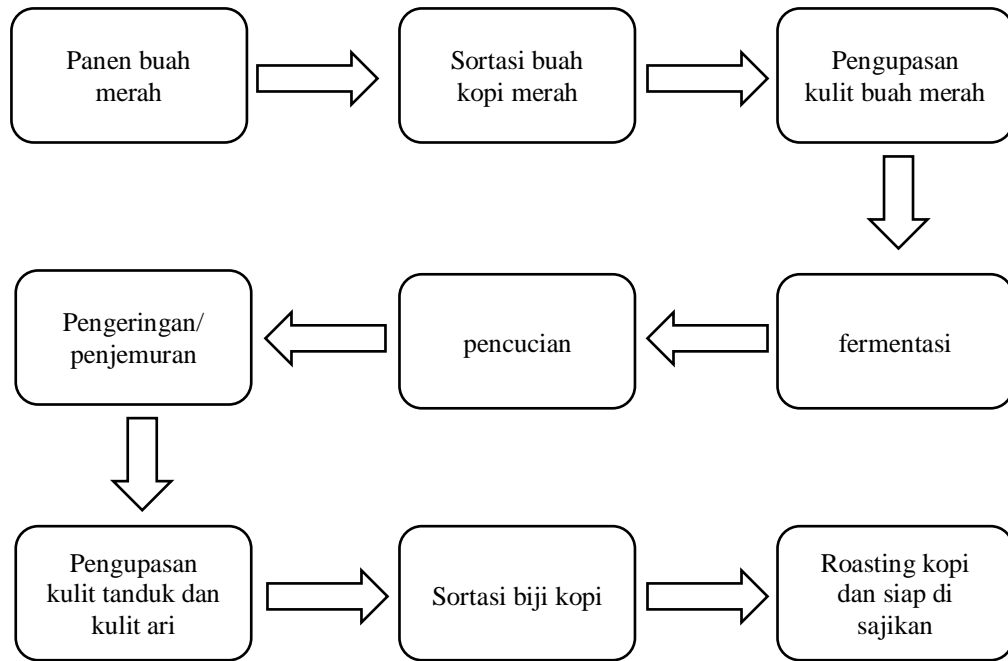 Panen buah
merah
Sortasi buah
kopi merah
Pengupasan
kulit buah merah
fermentasi
pencucian
Pengeringan/
penjemuran
Pengupasan
kulit tanduk dan
kulit ari
Sortasi biji kopi
Roasting kopi
dan siap di
sajikan